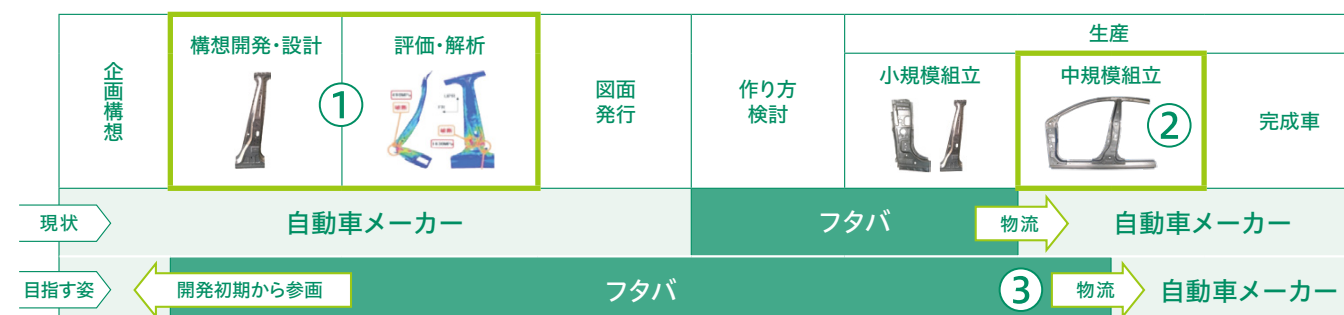 企画構想
構想開発・設計
評価・解析
①
図面
発行
作り方
検討
生産
小規模組立
中規模組立
②
完成車
現状
自動車メーカー
フタバ
物流
自動車メーカー
目指す姿
開発初期から参画
フタバ
③
物流
自動車メーカー